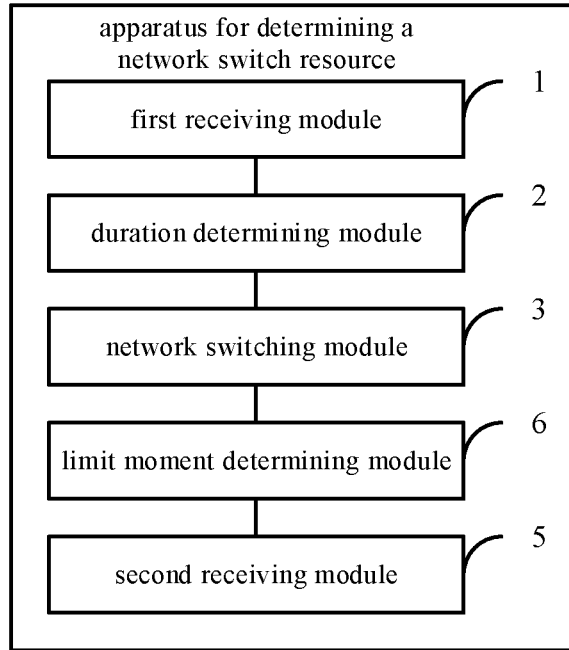 apparatus for determining a
network switch resource
1
first receiving module
2
duration determining module
3
network switching module
6
limit moment determining module
5
second receiving module